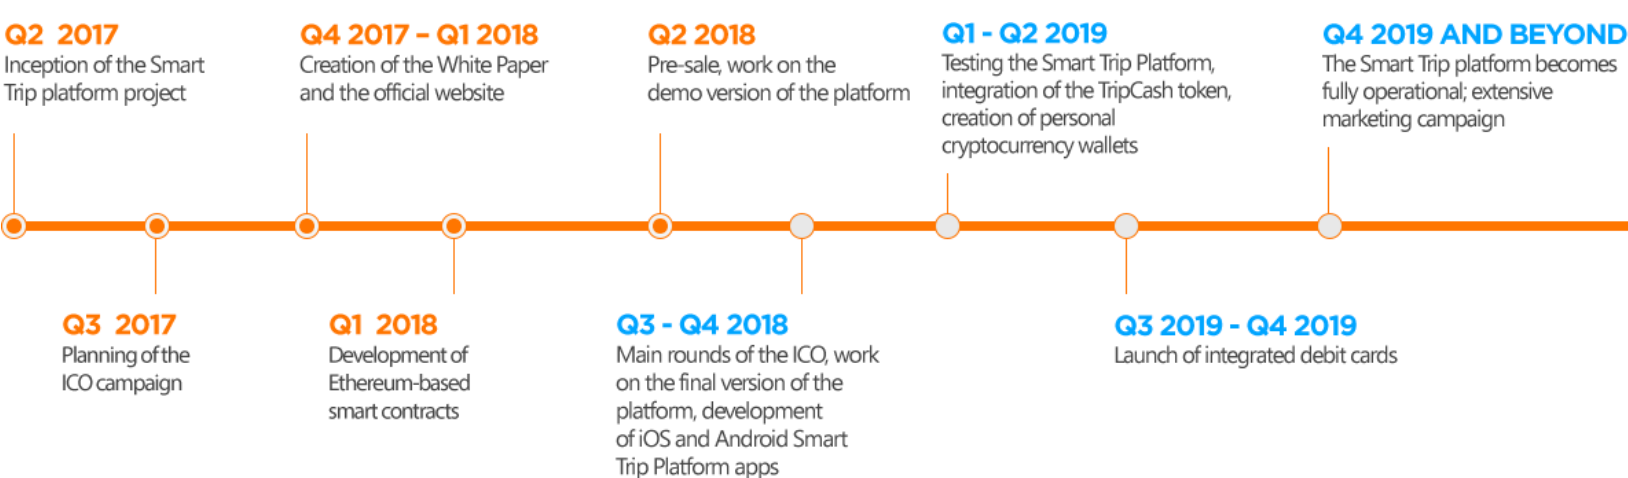 Q2 2017
Inception of the Smart
Trip platform project
Q4 2017 – Q1 2018
Creation of the White Paper
and the official website
Q2 2018
Pre-sale, work on the
demo version of the platform
Q1 - Q2 2019
Testing the Smart Trip Platform,
integration of the TripCash token,
creation of personal
cryptocurrency wallets
Q4 2019 AND BEYOND
The Smart Trip platform becomes
fully operational; extensive
marketing campaign
Q3 2017
Planning of the
ICO campaign
Q1 2018
Development of
Ethereum-based
smart contracts
Q3 - Q4 2018
Main rounds of the ICO, work
on the final version of the
platform, development
of iOS and Android Smart
Trip Platform apps
Q3 2019 - Q4 2019
Launch of integrated debit cards